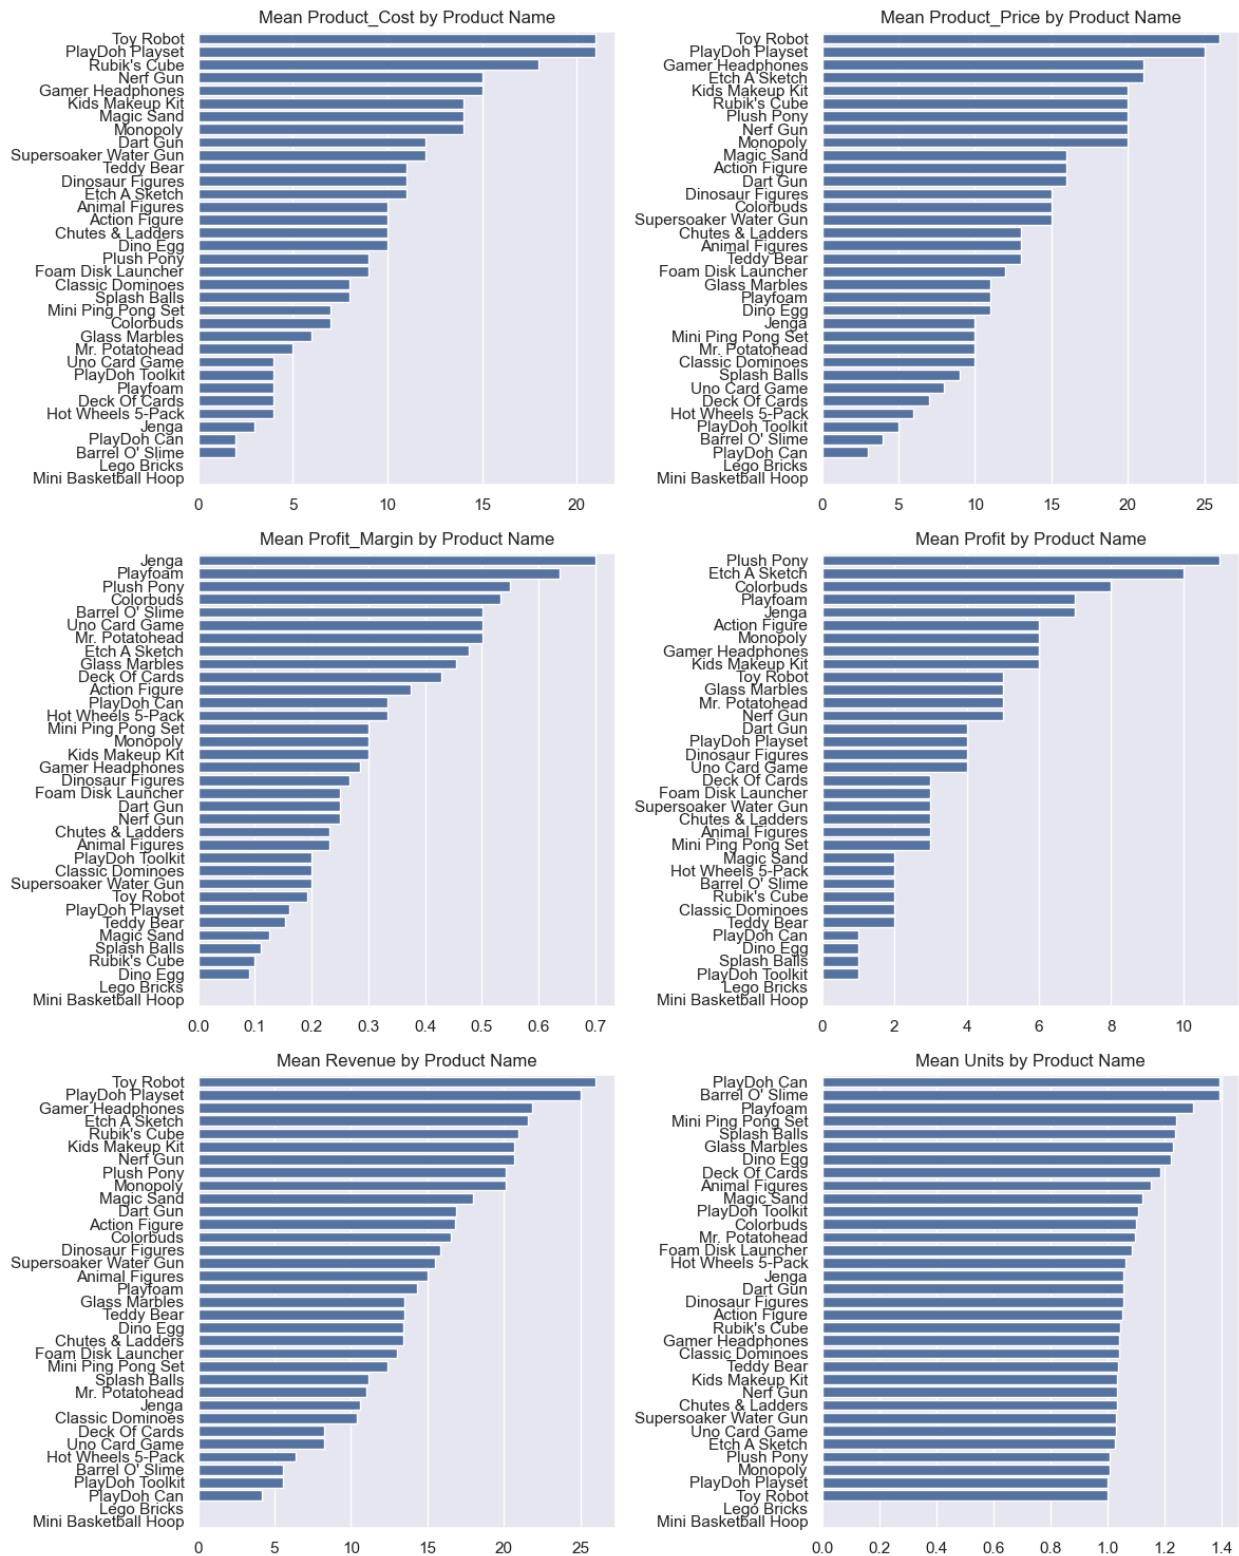 Mean Product_Cost by Product Name
Toy Robot
PlayDoh Playset
Rubik's Cube
Nerf Gun
Gamer Headphones
Kids Makeup Kit
Magic Sand
Monopoly
Dart Gun
Supersoaker Water Gun
Teddy Bear
Dinosaur Figures
Etch A Sketch
Animal Figures
Action Figure
Chutes & Ladders
Dino Egg
Plush Pony
Foam Disk Launcher
Classic Dominoes
Splash Balls
Mini Ping Pong Set
Colorbuds
Glass Marbles
Mr. Potatohead
Uno Card Game
PlayDoh Toolkit
Playfoam
Deck Of Cards
Hot Wheels 5-Pack
Jenga
PlayDoh Can
Barrel O' Slime
Lego Bricks
Mini Basketball Hoop
0 5 10 15 20
Mean Product_Price by Product Name
Toy Robot
PlayDoh Playset
Gamer Headphones
Etch A Sketch
Kids Makeup Kit
Rubik's Cube
Plush Pony
Nerf Gun
Monopoly
Magic Sand
Action Figure
Dart Gun
Dinosaur Figures
Colorbuds
Supersoaker Water Gun
Chutes & Ladders
Animal Figures
Teddy Bear
Foam Disk Launcher
Glass Marbles
Playfoam
Dino Egg
Jenga
Mini Ping Pong Set
Mr. Potatohead
Classic Dominoes
Splash Balls
Uno Card Game
Deck Of Cards
Hot Wheels 5-Pack
PlayDoh Toolkit
Barrel O' Slime
PlayDoh Can
Lego Bricks
Mini Basketball Hoop
0 5 10 15 20 25
Mean Profit_Margin by Product Name
Jenga
Playfoam
Plush Pony
Colorbuds
Barrel O' Slime
Uno Card Game
Mr. Potatohead
Etch A Sketch
Glass Marbles
Deck Of Cards
Action Figure
PlayDoh Can
Hot Wheels 5-Pack
Mini Ping Pong Set
Monopoly
Kids Makeup Kit
Gamer Headphones
Dinosaur Figures
Foam Disk Launcher
Dart Gun
Nerf Gun
Chutes & Ladders
Animal Figures
PlayDoh Toolkit
Classic Dominoes
Supersoaker Water Gun
Toy Robot
PlayDoh Playset
Teddy Bear
Magic Sand
Splash Balls
Rubik's Cube
Dino Egg
Lego Bricks
Mini Basketball Hoop
0.0 0.1 0.2 0.3 0.4 0.5 0.6 0.7
Mean Profit by Product Name
Plush Pony
Etch A Sketch
Colorbuds
Playfoam
Jenga
Action Figure
Monopoly
Gamer Headphones
Kids Makeup Kit
Toy Robot
Glass Marbles
Mr. Potatohead
Nerf Gun
Dart Gun
PlayDoh Playset
Dinosaur Figures
Uno Card Game
Deck Of Cards
Foam Disk Launcher
Supersoaker Water Gun
Chutes & Ladders
Animal Figures
Mini Ping Pong Set
Magic Sand
Hot Wheels 5-Pack
Barrel O' Slime
Rubik's Cube
Classic Dominoes
Teddy Bear
PlayDoh Can
Dino Egg
Splash Balls
PlayDoh Toolkit
Lego Bricks
Mini Basketball Hoop
0 2 4 6 8 10
Mean Revenue by Product Name
Toy Robot
PlayDoh Playset
Gamer Headphones
Etch A Sketch
Rubik's Cube
Kids Makeup Kit
Nerf Gun
Plush Pony
Monopoly
Magic Sand
Dart Gun
Action Figure
Colorbuds
Dinosaur Figures
Supersoaker Water Gun
Animal Figures
Playfoam
Glass Marbles
Teddy Bear
Dino Egg
Chutes & Ladders
Foam Disk Launcher
Mini Ping Pong Set
Splash Balls
Mr. Potatohead
Jenga
Classic Dominoes
Deck Of Cards
Uno Card Game
Hot Wheels 5-Pack
Barrel O' Slime
PlayDoh Toolkit
PlayDoh Can
Lego Bricks
Mini Basketball Hoop
0 5 10 15 20 25
Mean Units by Product Name
PlayDoh Can
Barrel O' Slime
Playfoam
Mini Ping Pong Set
Splash Balls
Glass Marbles
Dino Egg
Deck Of Cards
Animal Figures
Magic Sand
PlayDoh Toolkit
Colorbuds
Mr. Potatohead
Foam Disk Launcher
Hot Wheels 5-Pack
Jenga
Dart Gun
Dinosaur Figures
Action Figure
Rubik's Cube
Gamer Headphones
Classic Dominoes
Teddy Bear
Kids Makeup Kit
Nerf Gun
Chutes & Ladders
Supersoaker Water Gun
Uno Card Game
Etch A Sketch
Plush Pony
Monopoly
PlayDoh Playset
Toy Robot
Lego Bricks
Mini Basketball Hoop
0.0 0.2 0.4 0.6 0.8 1.0 1.2 1.4